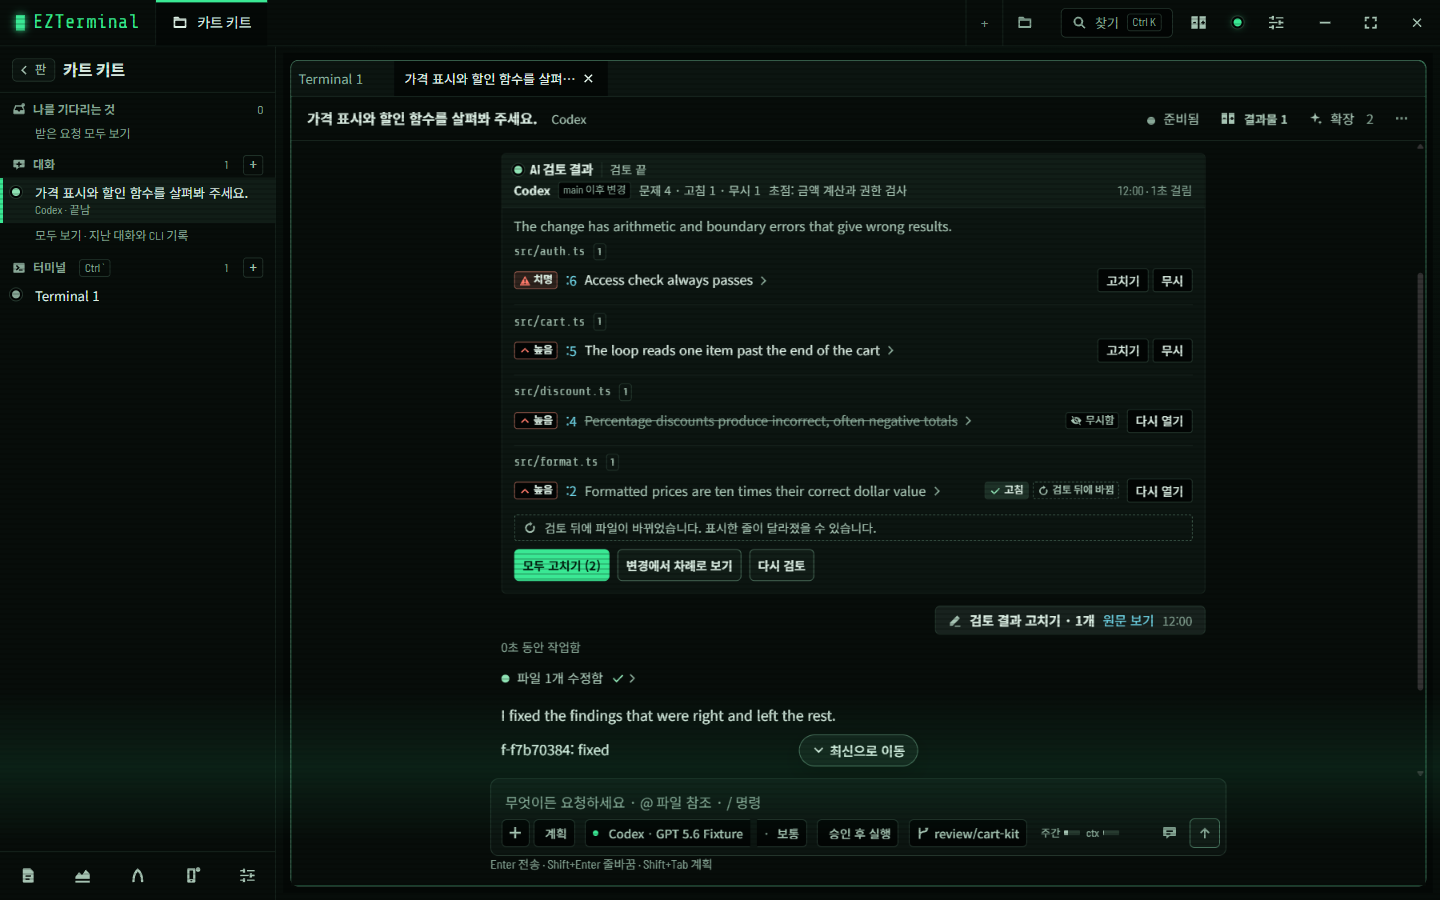 EZTerminal
카트 키트
+
찾기 Ctrl K
판 카트 키트
나를 기다리는 것 0
받은 요청 모두 보기
대화 1 +
가격 표시와 할인 함수를 살펴봐 주세요.
Codex · 끝남
모두 보기 · 지난 대화와 CLI 기록
터미널 Ctrl` 1 +
Terminal 1
Terminal 1
가격 표시와 할인 함수를 살펴⋯ ×
가격 표시와 할인 함수를 살펴봐 주세요. Codex
준비됨 결과물 1 확장 2 ⋯
AI 검토 결과 검토 끝
Codex main 이후 변경 문제 4 · 고침 1 · 무시 1 초점: 금액 계산과 권한 검사 12:00 · 1초 걸림
The change has arithmetic and boundary errors that give wrong results.
src/auth.ts 1
치명 :6 Access check always passes 고치기 무시
src/cart.ts 1
높음 :5 The loop reads one item past the end of the cart 고치기 무시
src/discount.ts 1
높음 :4 Percentage discounts produce incorrect, often negative totals 무시함 다시 열기
src/format.ts 1
높음 :2 Formatted prices are ten times their correct dollar value 고침 검토 뒤에 바뀜 다시 열기
검토 뒤에 파일이 바뀌었습니다. 표시한 줄이 달라졌을 수 있습니다.
모두 고치기 (2) 변경에서 차례로 보기 다시 검토
검토 결과 고치기 · 1개 원문 보기 12:00
0초 동안 작업함
파일 1개 수정함
I fixed the findings that were right and left the rest.
f-f7b70384: fixed
최신으로 이동
무엇이든 요청하세요 · @ 파일 참조 · / 명령
+ 계획 Codex · GPT 5.6 Fixture · 보통 승인 후 실행 review/cart-kit 주간 ctx
Enter 전송 · Shift+Enter 줄바꿈 · Shift+Tab 계획